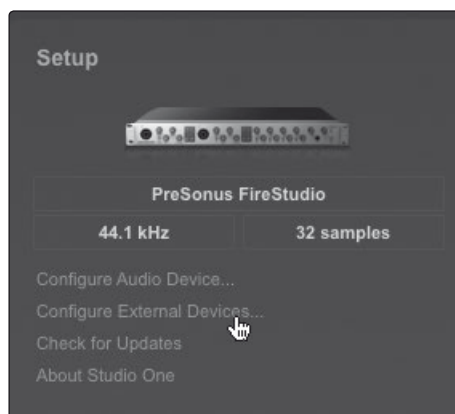 Setup
PreSonus FireStudio
44.1 kHz 32 samples
Configure Audio Device...
Configure External Devices...
Check for Updates
About Studio One